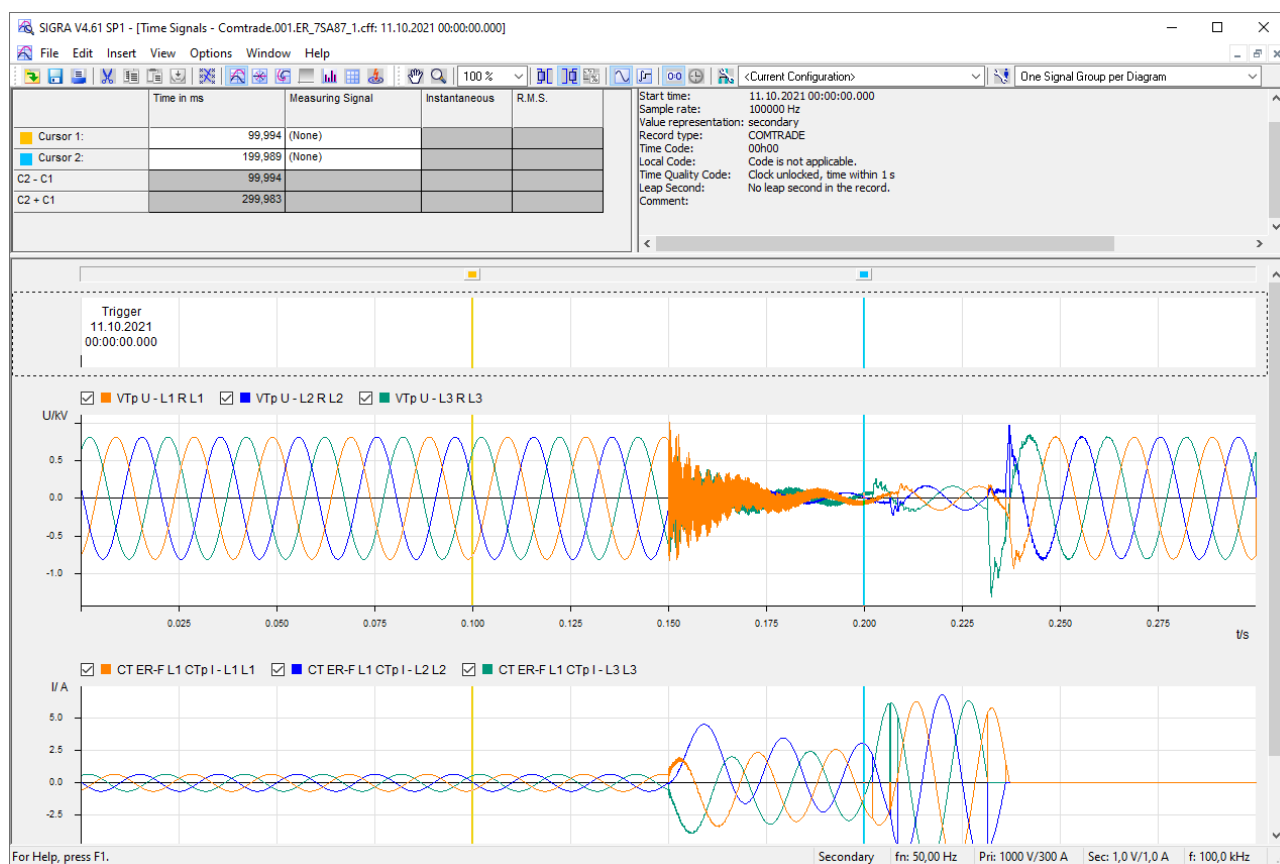 SIGRA V4.61 SP1 - [Time Signals - Comtrade.001.ER_7SA87_1.cff: 11.10.2021 00:00:00.000]
File Edit Insert View Options Window Help
100 % <Current Configuration> One Signal Group per Diagram
Time in ms Measuring Signal Instantaneous R.M.S.
Cursor 1: 99,994 (None)
Cursor 2: 199,989 (None)
C2 - C1 99,994
C2 + C1 299,983
Start time: 11.10.2021 00:00:00.000
Sample rate: 100000 Hz
Value representation: secondary
Record type: COMTRADE
Time Code: 00h00
Local Code: Code is not applicable.
Time Quality Code: Clock unlocked, time within 1 s
Leap Second: No leap second in the record.
Comment:
Trigger
11.10.2021
00:00:00.000
VTp U - L1 R L1 VTp U - L2 R L2 VTp U - L3 R L3
U/kV
0.5
0.0
-0.5
-1.0
0.025 0.050 0.075 0.100 0.125 0.150 0.175 0.200 0.225 0.250 0.275
t/s
CT ER-F L1 CTp I - L1 L1 CT ER-F L1 CTp I - L2 L2 CT ER-F L1 CTp I - L3 L3
I/A
5.0
2.5
0.0
-2.5
For Help, press F1. Secondary fn: 50,00 Hz Pri: 1000 V/300 A Sec: 1,0 V/1,0 A f: 100,0 kHz